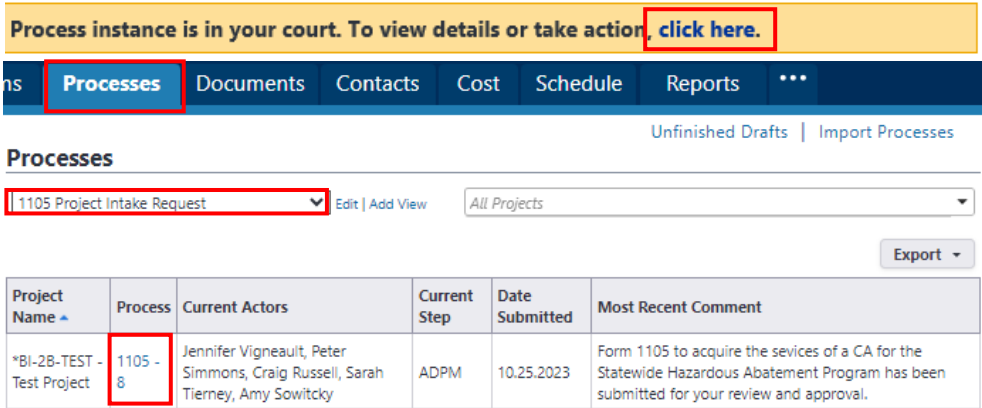 Process instance is in your court. To view details or take action, click here.
ns Processes Documents Contacts Cost Schedule Reports •••
Unfinished Drafts | Import Processes
Processes
1105 Project Intake Request Edit | Add View All Projects
Export
Project Name Process Current Actors Current Step Date Submitted Most Recent Comment
*BI-2B-TEST - Test Project 1105 - 8 Jennifer Vigneault, Peter Simmons, Craig Russell, Sarah Tierney, Amy Sowitcky ADPM 10.25.2023 Form 1105 to acquire the sevices of a CA for the Statewide Hazardous Abatement Program has been submitted for your review and approval.